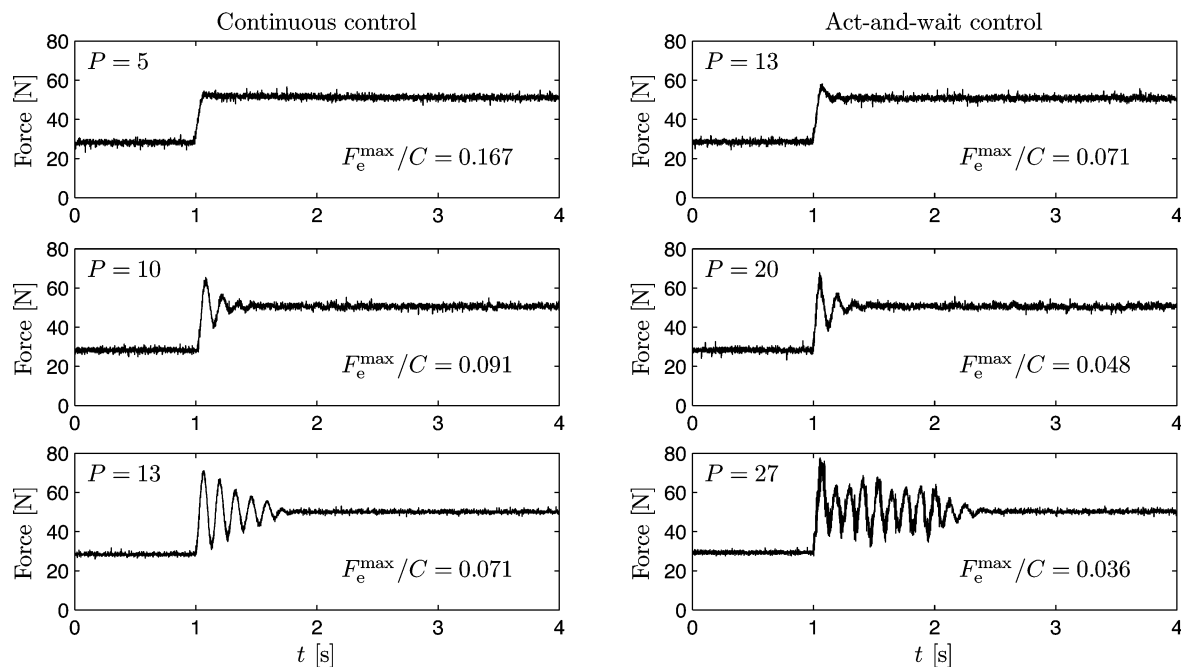 Continuous control
Act-and-wait control
Force [N]
80
60
40
20
0
P = 5
F_e^max/C = 0.167
0 1 2 3 4
Force [N]
80
60
40
20
0
P = 13
F_e^max/C = 0.071
0 1 2 3 4
Force [N]
80
60
40
20
0
P = 10
F_e^max/C = 0.091
0 1 2 3 4
Force [N]
80
60
40
20
0
P = 20
F_e^max/C = 0.048
0 1 2 3 4
Force [N]
80
60
40
20
0
P = 13
F_e^max/C = 0.071
0 1 2 3 4
t [s]
Force [N]
80
60
40
20
0
P = 27
F_e^max/C = 0.036
0 1 2 3 4
t [s]